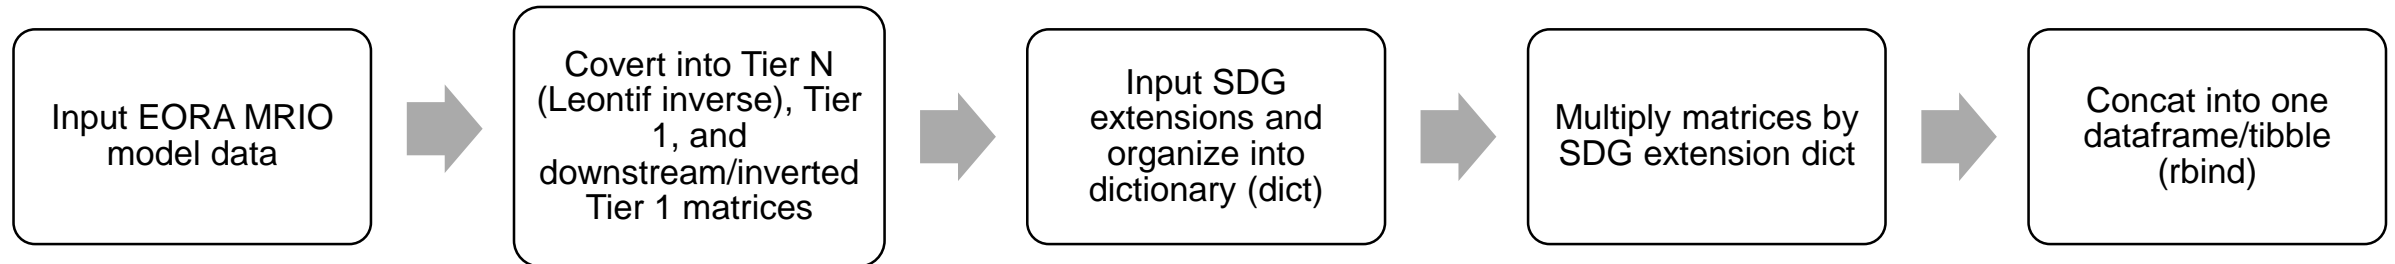 Input EORA MRIO
model data
Covert into Tier N
(Leontif inverse), Tier
1, and
downstream/inverted
Tier 1 matrices
Input SDG
extensions and
organize into
dictionary (dict)
Multiply matrices by
SDG extension dict
Concat into one
dataframe/tibble
(rbind)